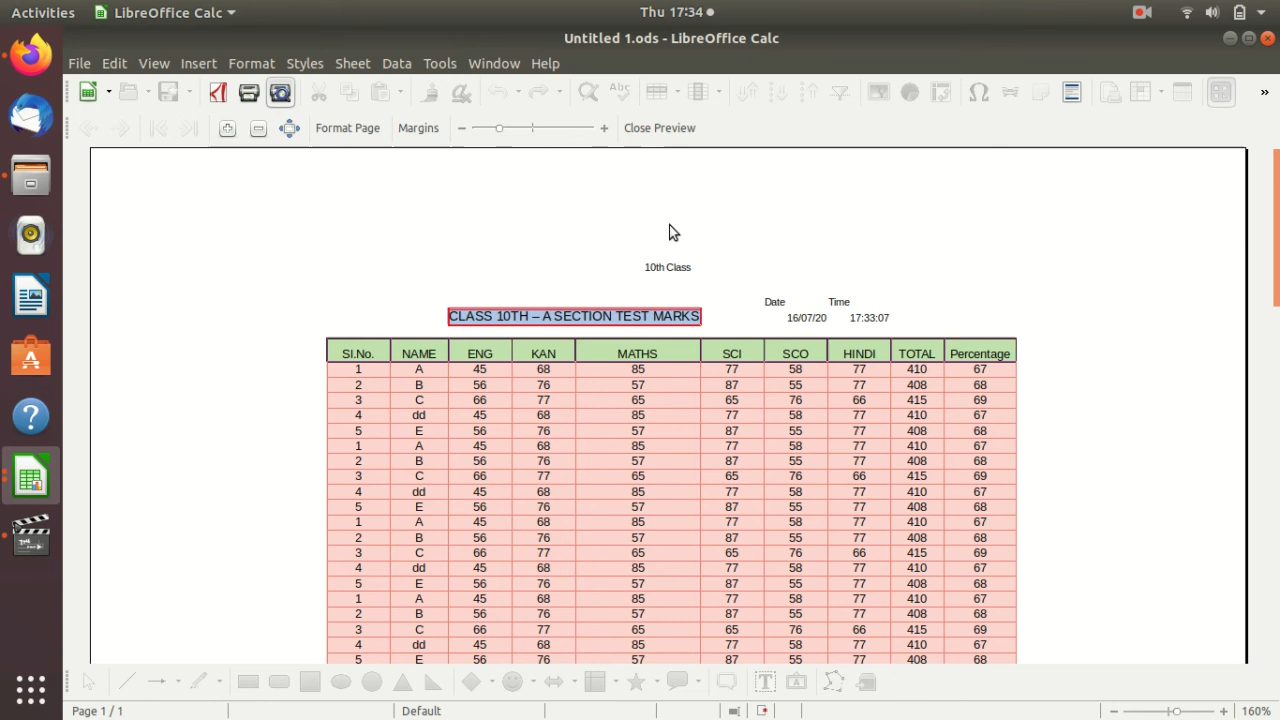 Activities LibreOffice Calc Thu 17:34
Untitled 1.ods - LibreOffice Calc
File Edit View Insert Format Styles Sheet Data Tools Window Help
Format Page Margins Close Preview
10th Class
Date Time
CLASS 10TH – A SECTION TEST MARKS 16/07/20 17:33:07
Sl.No. NAME ENG KAN MATHS SCI SCO HINDI TOTAL Percentage
1 A 45 68 85 77 58 77 410 67
2 B 56 76 57 87 55 77 408 68
3 C 66 77 65 65 76 66 415 69
4 dd 45 68 85 77 58 77 410 67
5 E 56 76 57 87 55 77 408 68
1 A 45 68 85 77 58 77 410 67
2 B 56 76 57 87 55 77 408 68
3 C 66 77 65 65 76 66 415 69
4 dd 45 68 85 77 58 77 410 67
5 E 56 76 57 87 55 77 408 68
1 A 45 68 85 77 58 77 410 67
2 B 56 76 57 87 55 77 408 68
3 C 66 77 65 65 76 66 415 69
4 dd 45 68 85 77 58 77 410 67
5 E 56 76 57 87 55 77 408 68
1 A 45 68 85 77 58 77 410 67
2 B 56 76 57 87 55 77 408 68
3 C 66 77 65 65 76 66 415 69
4 dd 45 68 85 77 58 77 410 67
5 E 56 76 57 87 55 77 408 68
Page 1 / 1 Default 160%